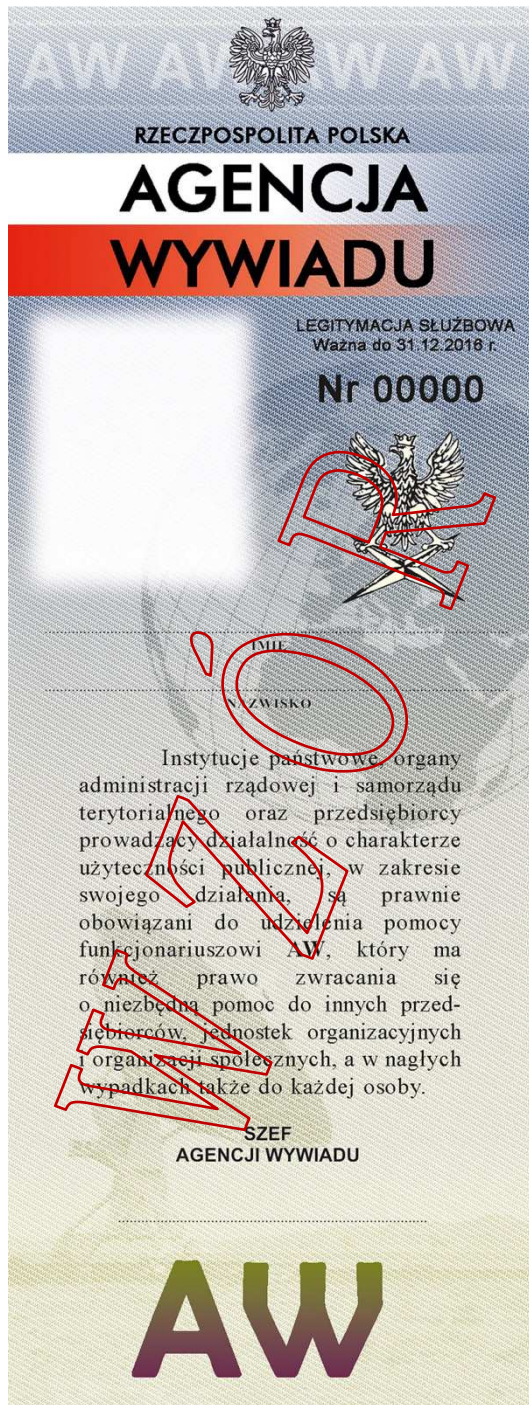 AW AW AW AW
RZECZPOSPOLITA POLSKA
AGENCJA
WYWIADU
LEGITYMACJA SŁUŻBOWA
Ważna do 31.12.2016 r.
Nr 00000
IMIĘ
NAZWISKO
Instytucje państwowe, organy
administracji rządowej i samorządu
terytorialnego oraz przedsiębiorcy
prowadzący działalność o charakterze
użyteczności publicznej, w zakresie
swojego działania, są prawnie
obowiązani do udzielenia pomocy
funkcjonariuszowi AW, który ma
również prawo zwracania się
o niezbędną pomoc do innych przed-
siębiorców, jednostek organizacyjnych
i organizacji społecznych, a w nagłych
wypadkach także do każdej osoby.
SZEF
AGENCJI WYWIADU
AW
WZÓR